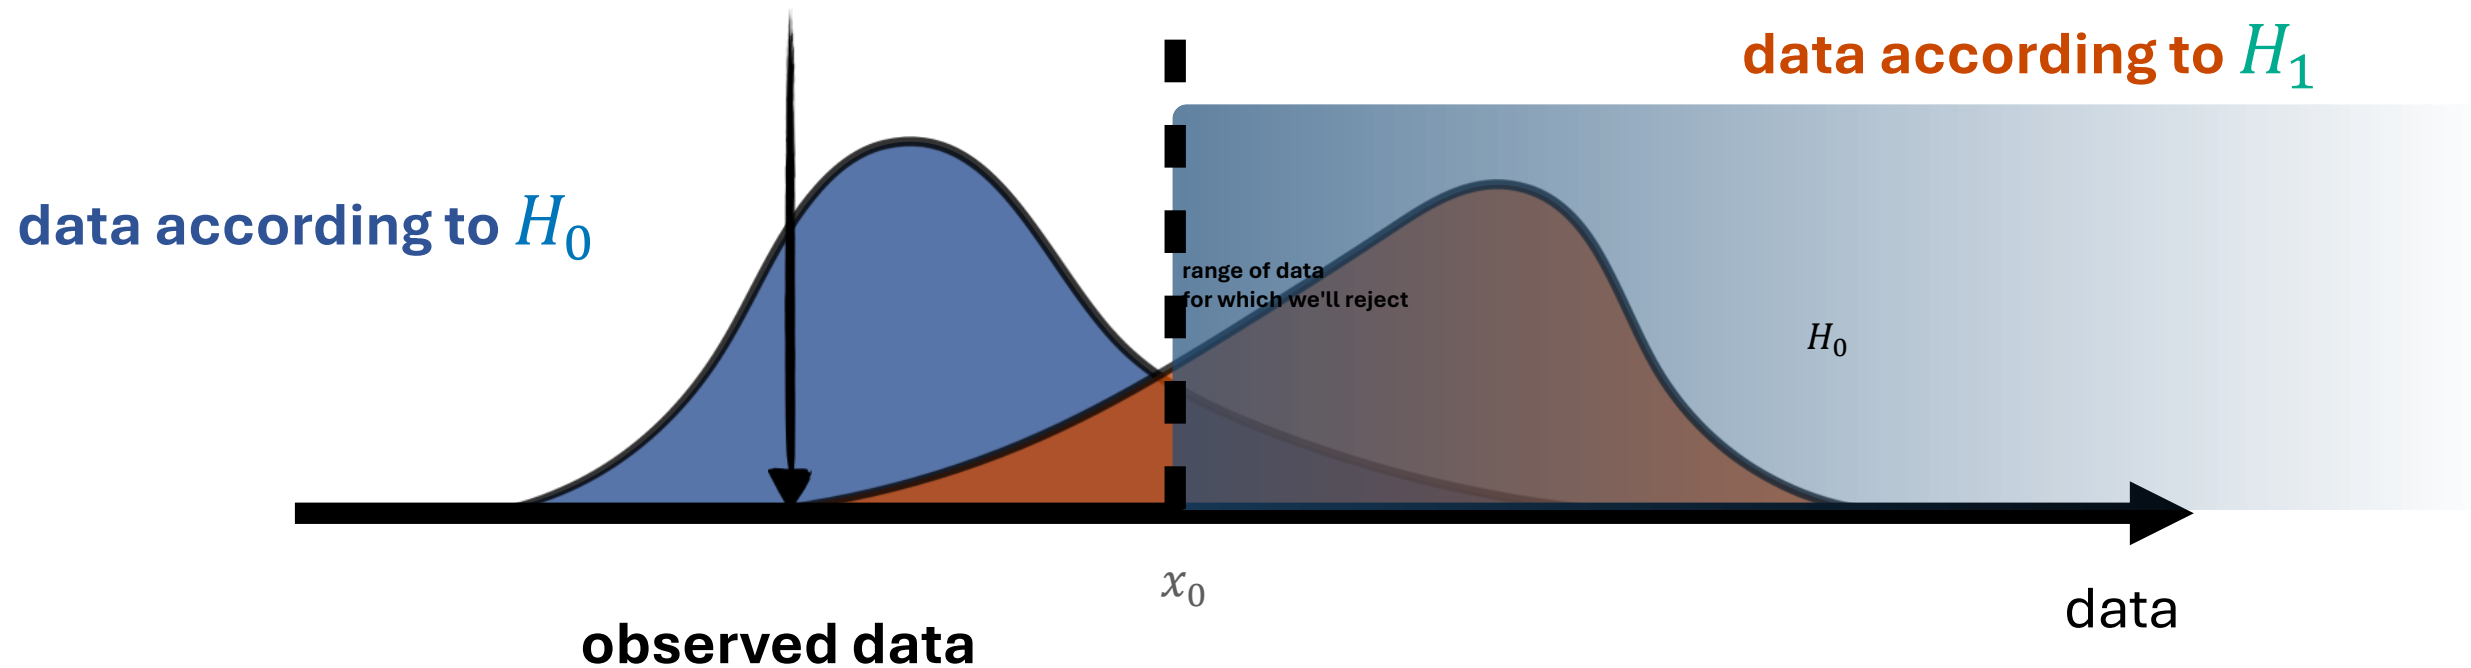 data according to H₁
data according to H₀
range of data
for which we'll reject
H₀
x₀
data
observed data